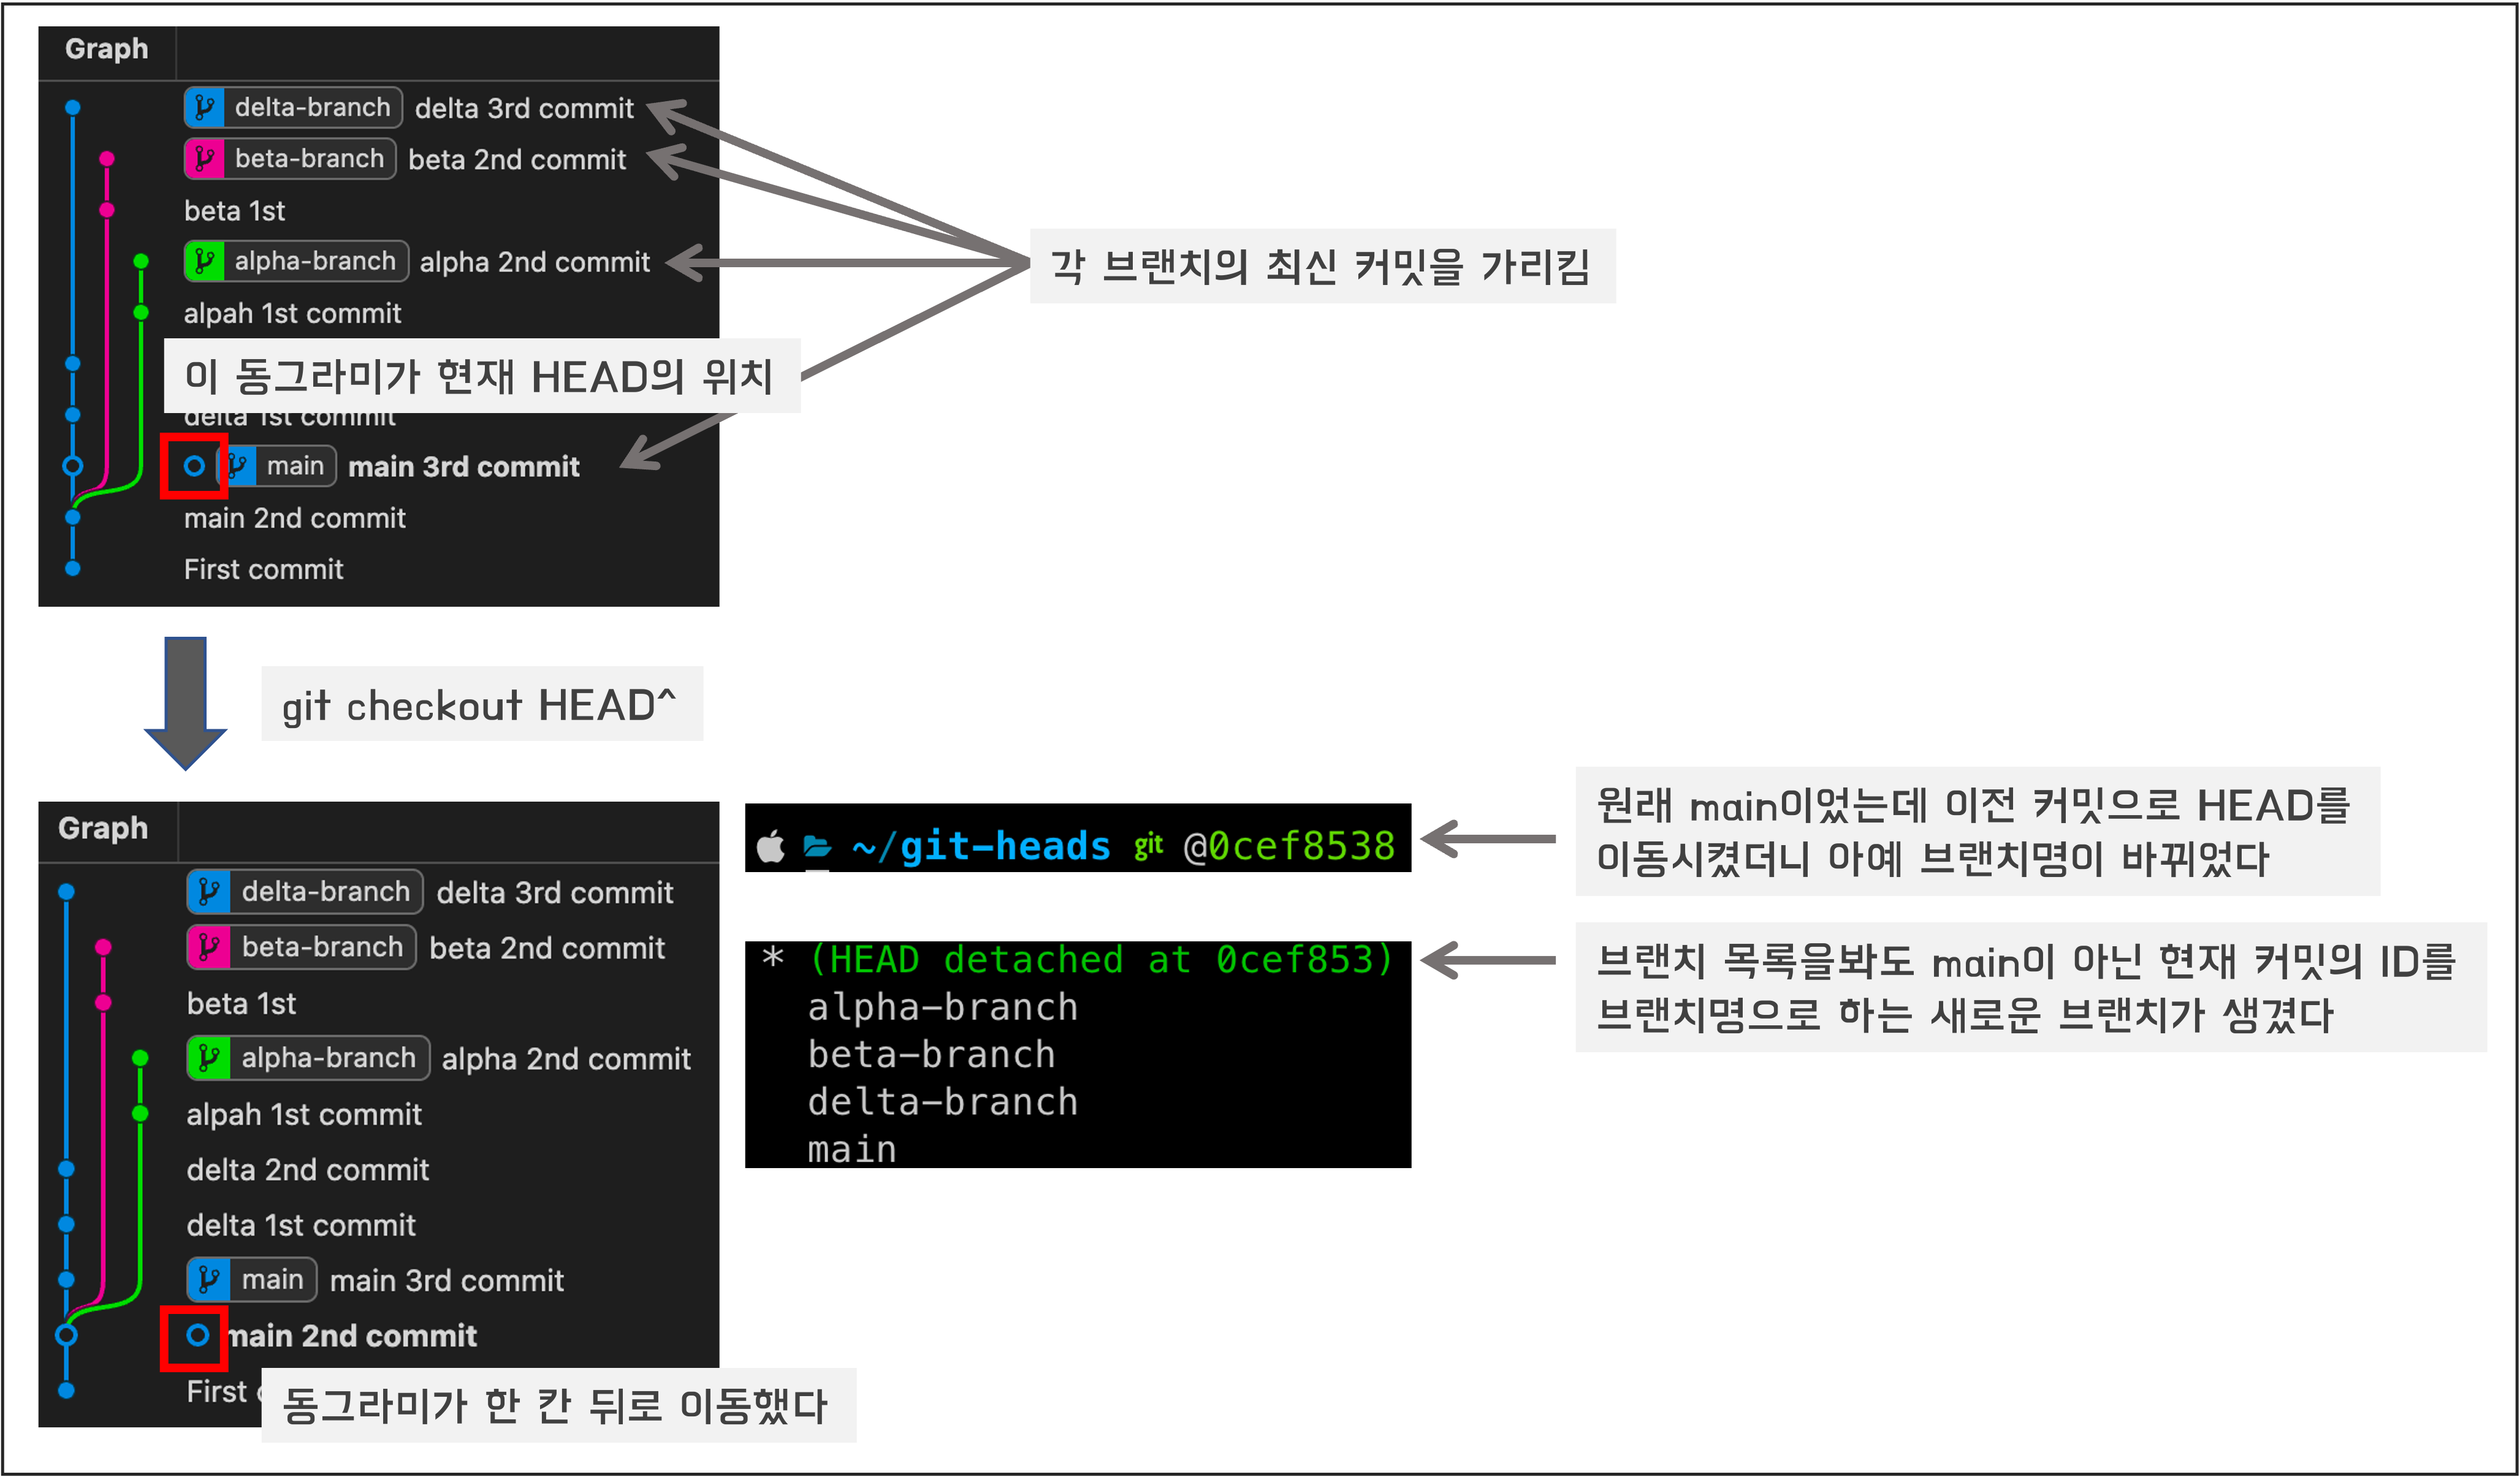 Graph
delta-branch delta 3rd commit
beta-branch beta 2nd commit
beta 1st
alpha-branch alpha 2nd commit
alpah 1st commit
각 브랜치의 최신 커밋을 가리킴
이 동그라미가 현재 HEAD의 위치
delta 1st commit
main main 3rd commit
main 2nd commit
First commit
git checkout HEAD^
Graph
delta-branch delta 3rd commit
beta-branch beta 2nd commit
beta 1st
alpha-branch alpha 2nd commit
alpah 1st commit
delta 2nd commit
delta 1st commit
main main 3rd commit
main 2nd commit
First
동그라미가 한 칸 뒤로 이동했다
~/git-heads git @0cef8538
원래 main이었는데 이전 커밋으로 HEAD를
이동시켰더니 아예 브랜치명이 바뀌었다
* (HEAD detached at 0cef853)
alpha-branch
beta-branch
delta-branch
main
브랜치 목록을봐도 main이 아닌 현재 커밋의 ID를
브랜치명으로 하는 새로운 브랜치가 생겼다